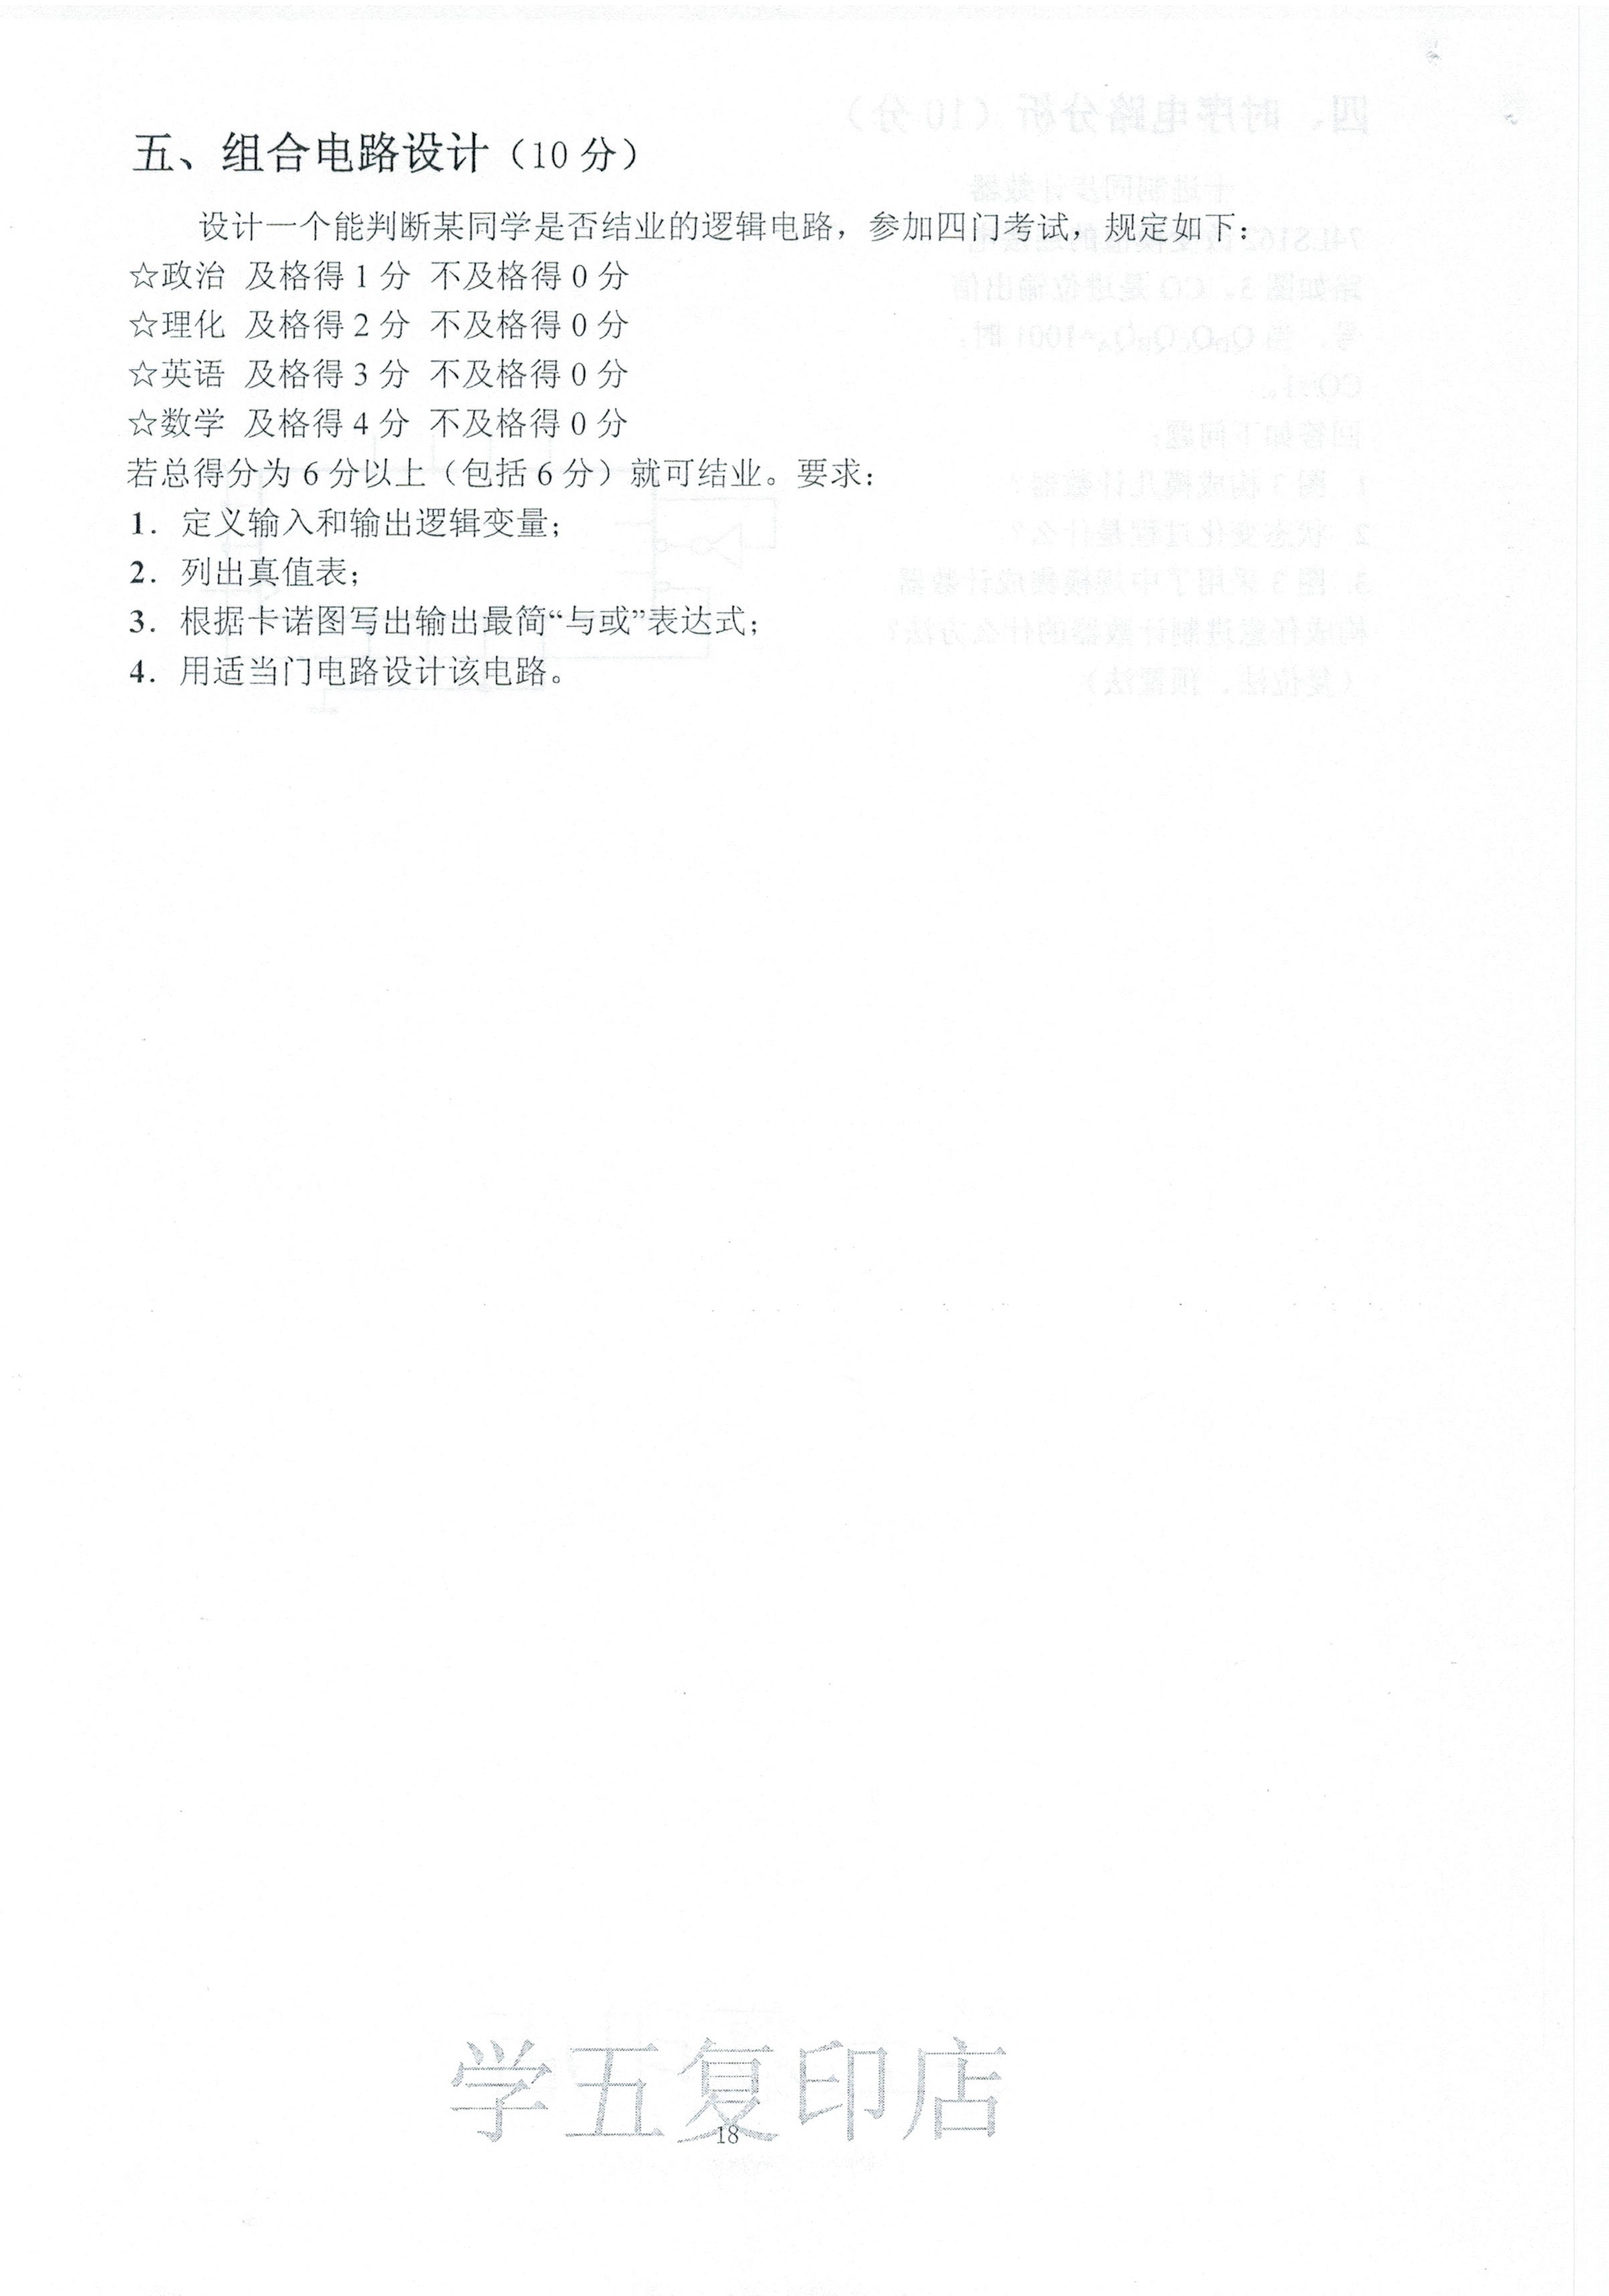 五、组合电路设计（10 分）
设计一个能判断某同学是否结业的逻辑电路，参加四门考试，规定如下：
☆政治 及格得 1 分 不及格得 0 分
☆理化 及格得 2 分 不及格得 0 分
☆英语 及格得 3 分 不及格得 0 分
☆数学 及格得 4 分 不及格得 0 分
若总得分为 6 分以上（包括 6 分）就可结业。要求：
1．定义输入和输出逻辑变量；
2．列出真值表；
3．根据卡诺图写出输出最简“与或”表达式；
4．用适当门电路设计该电路。
学五复印店
18